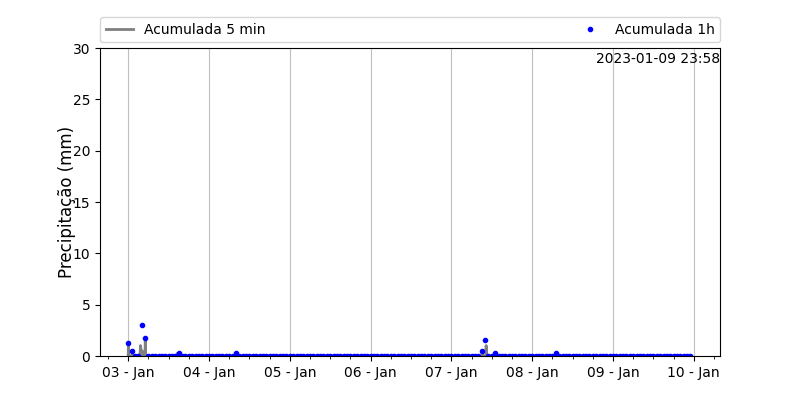 Acumulada 5 min
Acumulada 1h
2023-01-09 23:58
Precipitação (mm)
30
25
20
15
10
5
0
03 - Jan
04 - Jan
05 - Jan
06 - Jan
07 - Jan
08 - Jan
09 - Jan
10 - Jan